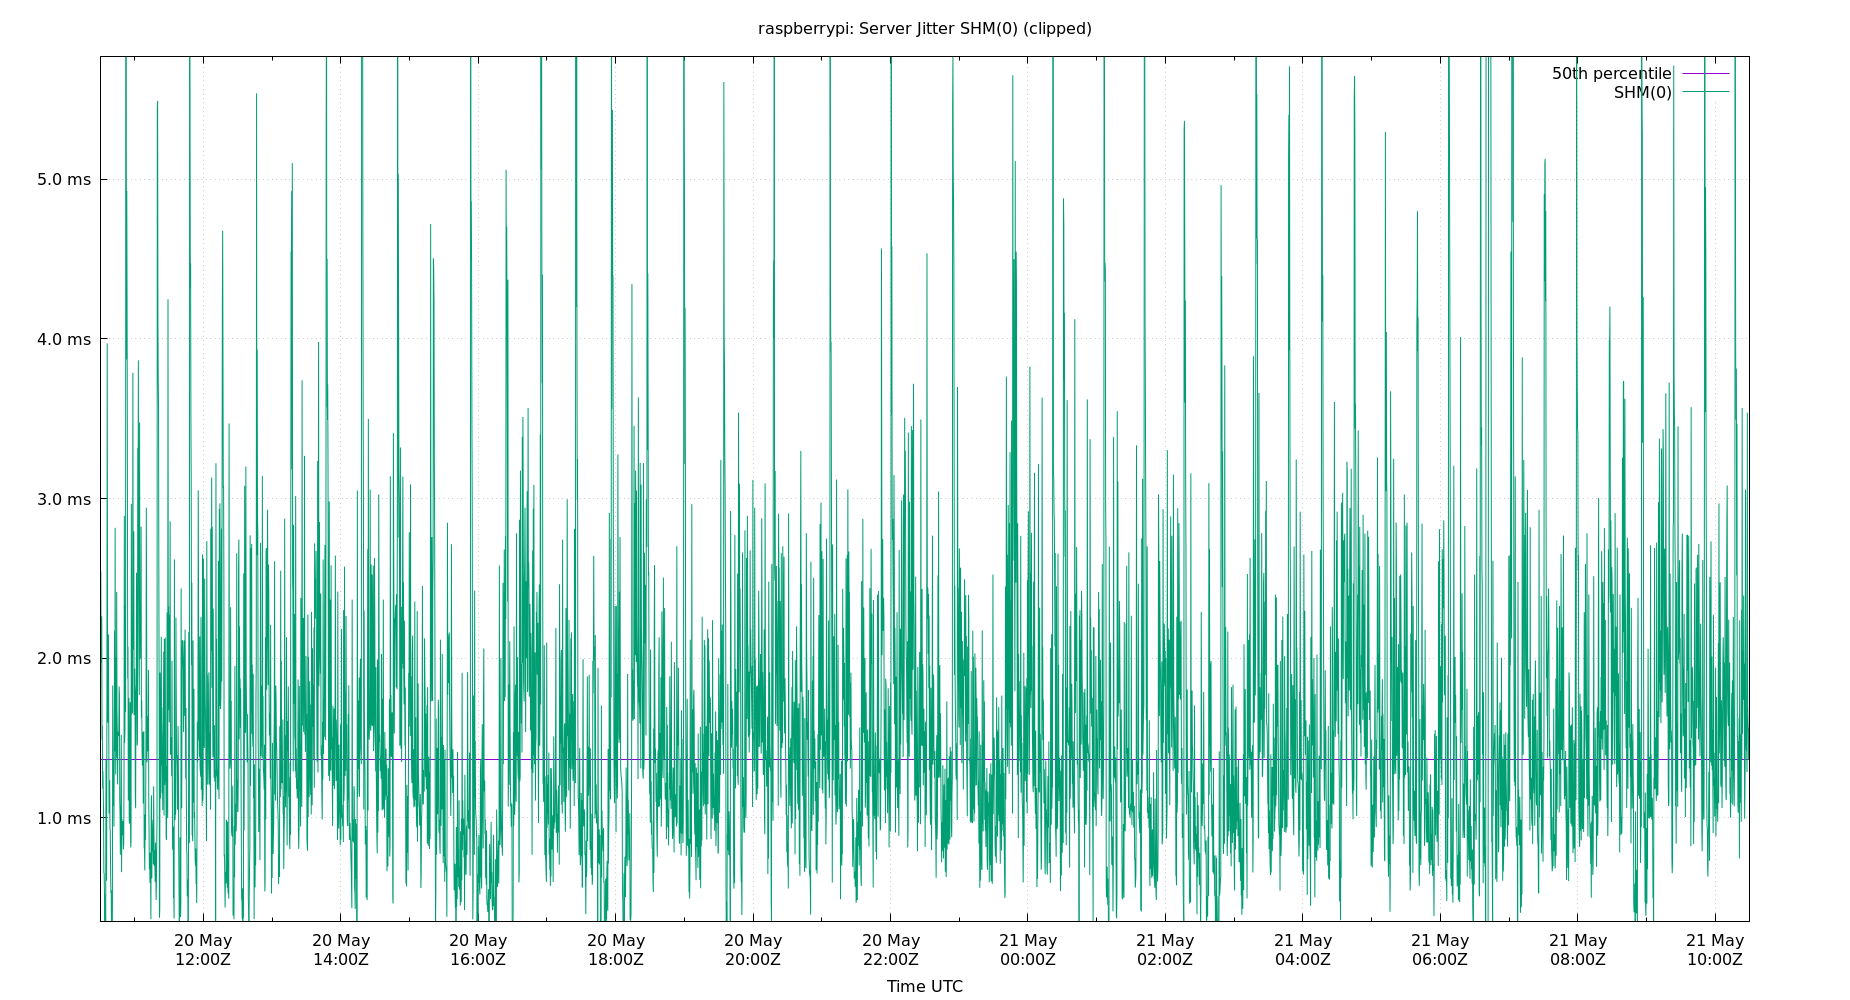 raspberrypi: Server Jitter SHM(0) (clipped)
50th percentile
SHM(0)
5.0 ms
4.0 ms
3.0 ms
2.0 ms
1.0 ms
20 May 20 May 20 May 20 May 20 May 20 May 21 May 21 May 21 May 21 May 21 May 21 May
12:00Z 14:00Z 16:00Z 18:00Z 20:00Z 22:00Z 00:00Z 02:00Z 04:00Z 06:00Z 08:00Z 10:00Z
Time UTC